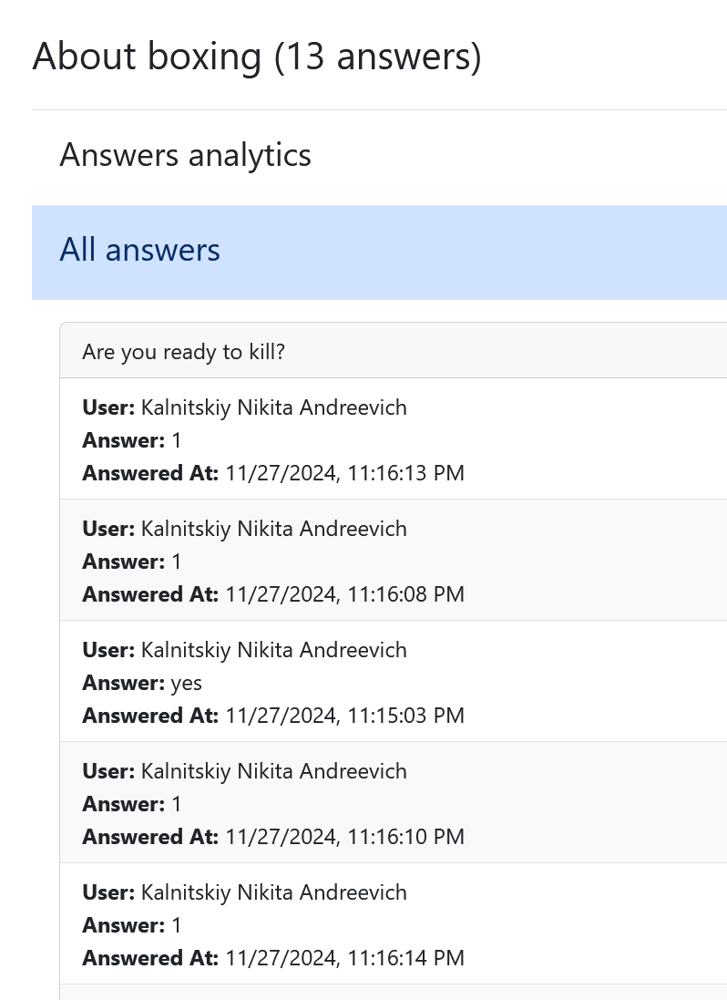 About boxing (13 answers)
Answers analytics
All answers
Are you ready to kill?
User: Kalnitskiy Nikita Andreevich
Answer: 1
Answered At: 11/27/2024, 11:16:13 PM
User: Kalnitskiy Nikita Andreevich
Answer: 1
Answered At: 11/27/2024, 11:16:08 PM
User: Kalnitskiy Nikita Andreevich
Answer: yes
Answered At: 11/27/2024, 11:15:03 PM
User: Kalnitskiy Nikita Andreevich
Answer: 1
Answered At: 11/27/2024, 11:16:10 PM
User: Kalnitskiy Nikita Andreevich
Answer: 1
Answered At: 11/27/2024, 11:16:14 PM